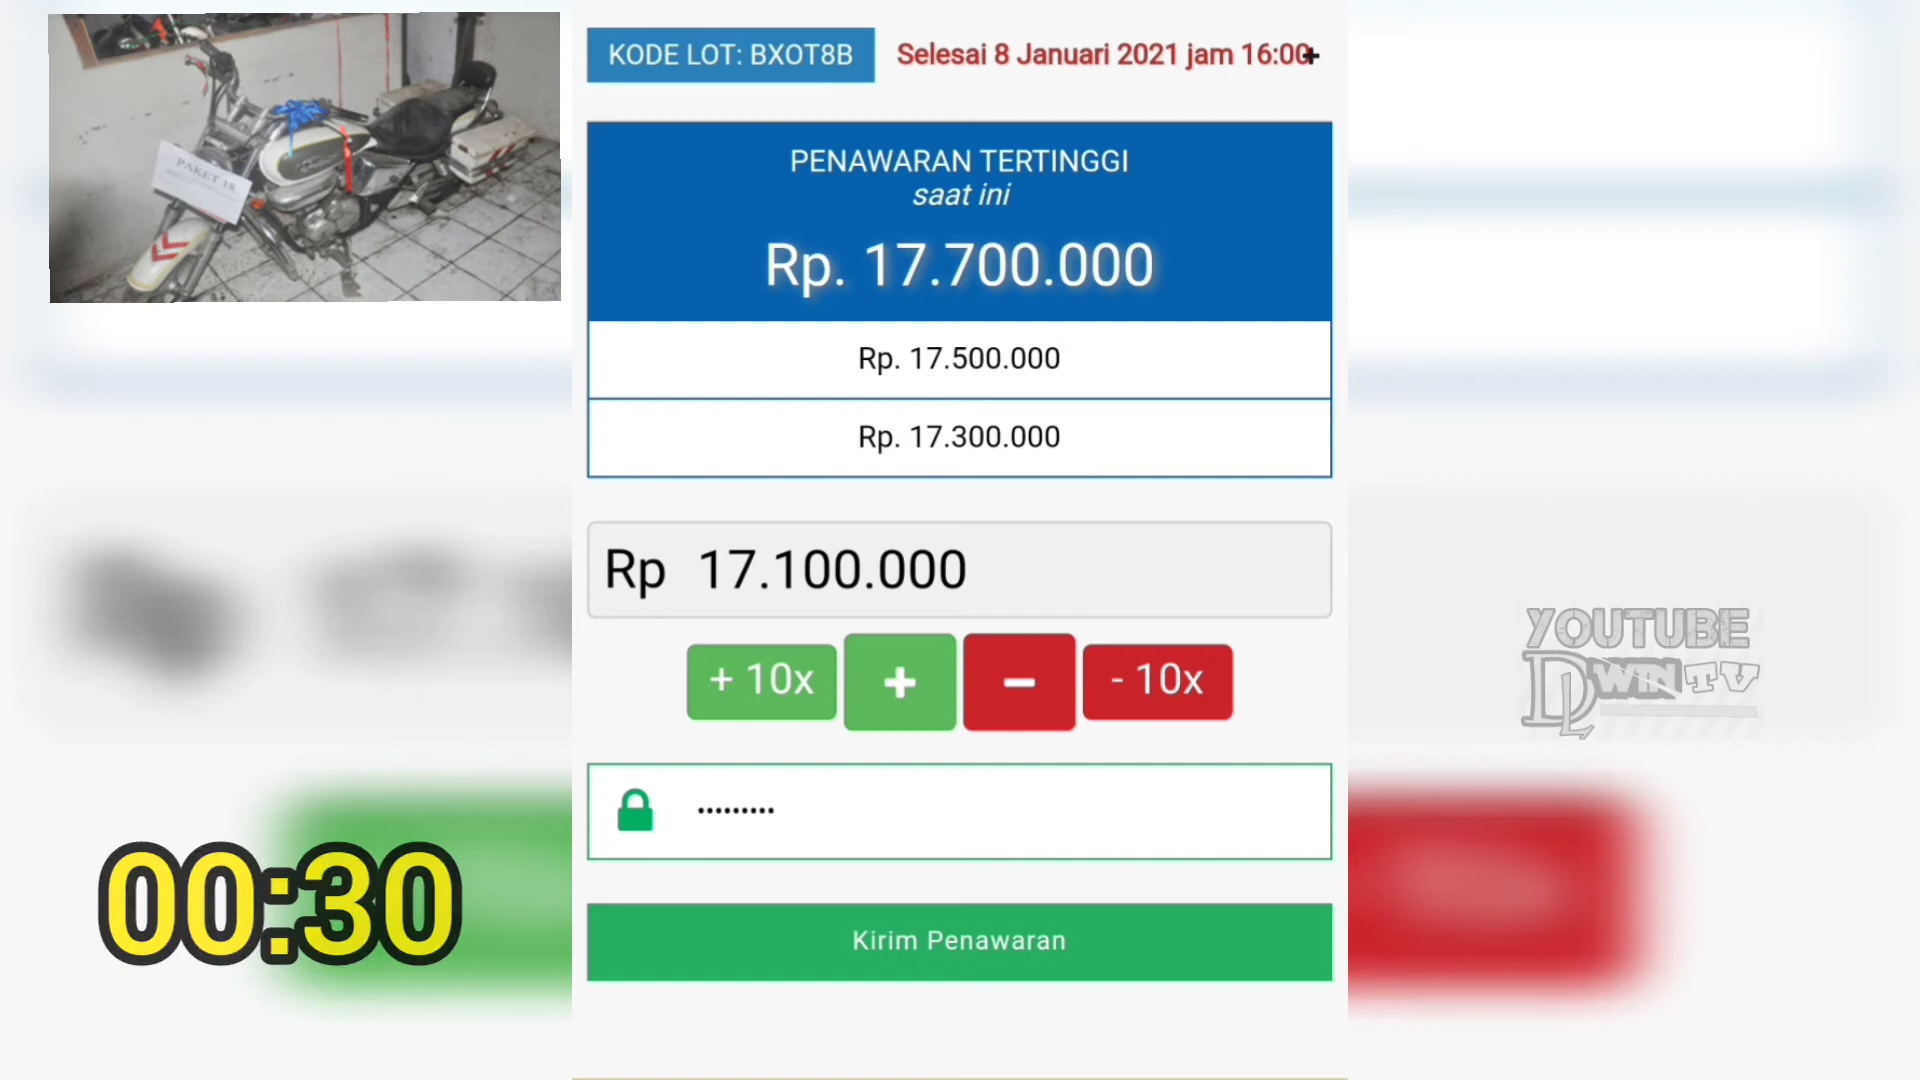 PAKET 18
KODE LOT: BXOT8B
Selesai 8 Januari 2021 jam 16:00
PENAWARAN TERTINGGI
saat ini
Rp. 17.700.000
Rp. 17.500.000
Rp. 17.300.000
Rp 17.100.000
+ 10x
+
-
- 10x
•••••••••
Kirim Penawaran
00:30
YOUTUBE
DL WIN TV